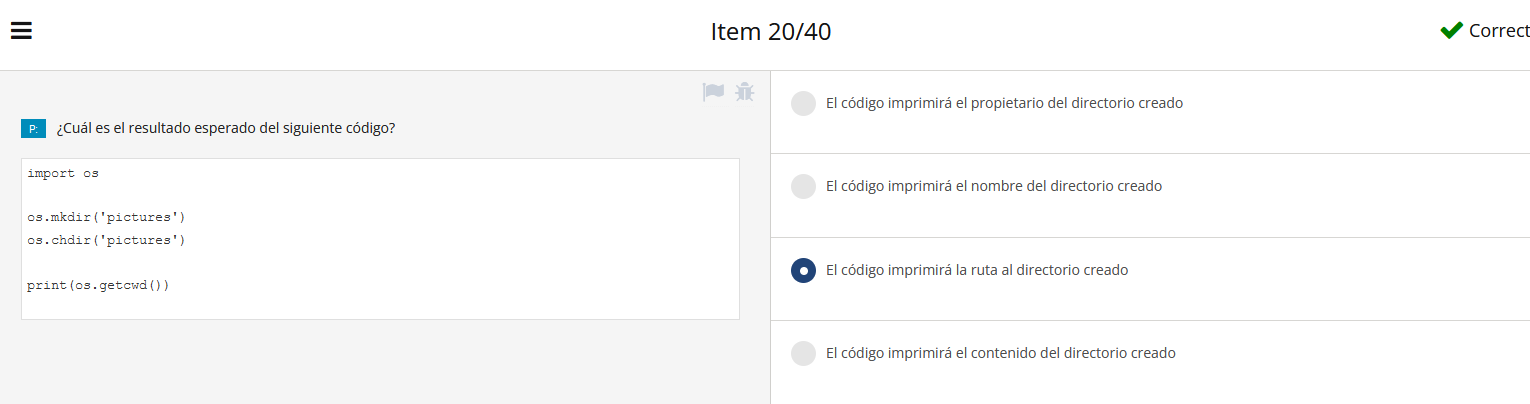 Item 20/40
Correct
P: ¿Cuál es el resultado esperado del siguiente código?
import os
os.mkdir('pictures')
os.chdir('pictures')
print(os.getcwd())
El código imprimirá el propietario del directorio creado
El código imprimirá el nombre del directorio creado
El código imprimirá la ruta al directorio creado
El código imprimirá el contenido del directorio creado